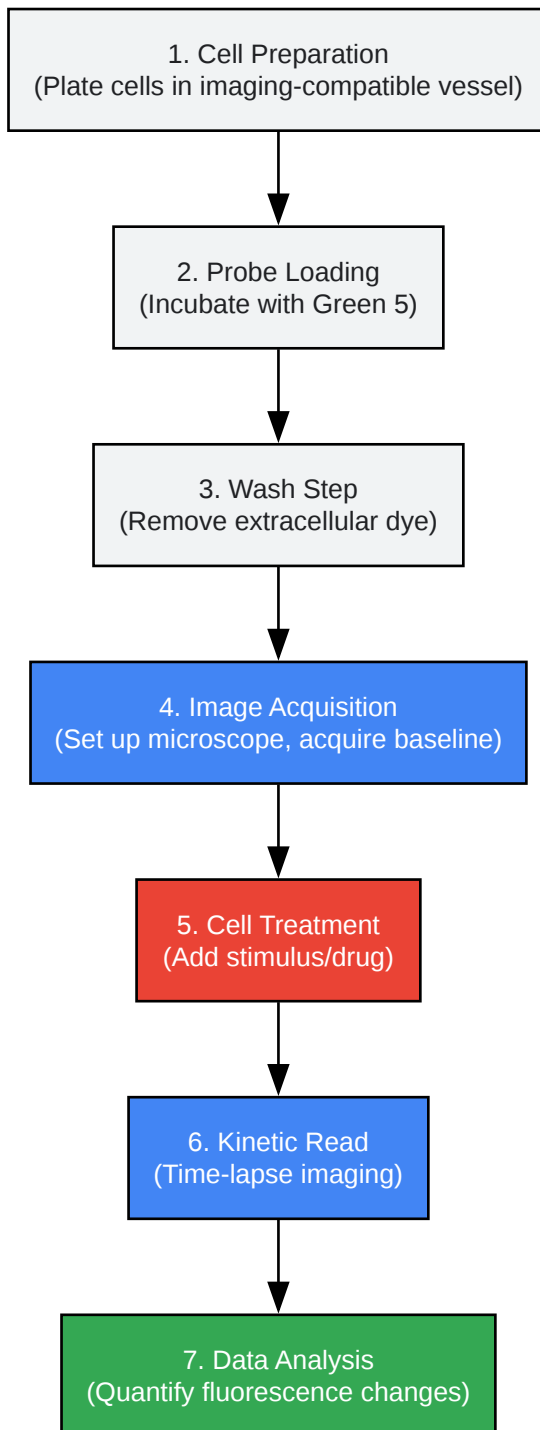 1. Cell Preparation
(Plate cells in imaging-compatible vessel)
2. Probe Loading
(Incubate with Green 5)
3. Wash Step
(Remove extracellular dye)
4. Image Acquisition
(Set up microscope, acquire baseline)
5. Cell Treatment
(Add stimulus/drug)
6. Kinetic Read
(Time-lapse imaging)
7. Data Analysis
(Quantify fluorescence changes)